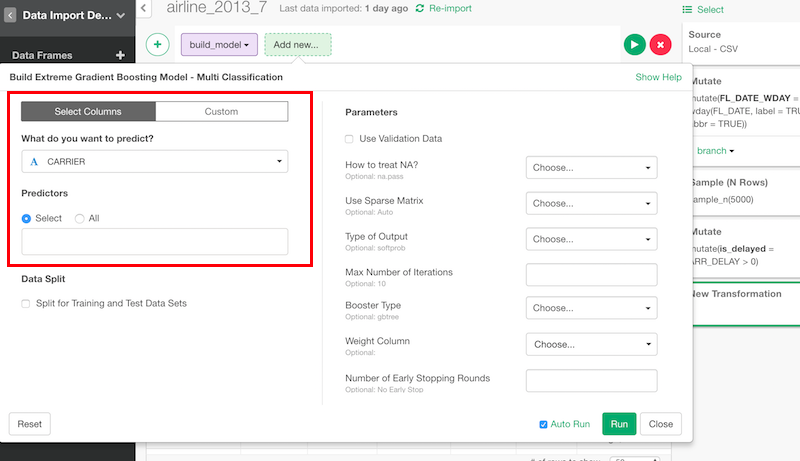 Data Import De...
airline_2013_7
Last data imported: 1 day ago
Re-import
Select
Data Frames
build_model
Add new...
Source
Local - CSV
Build Extreme Gradient Boosting Model - Multi Classification
Show Help
Mutate
mutate(FL_DATE_WDAY =
wday(FL_DATE, label = TRU
abbr = TRUE))
branch
Sample (N Rows)
sample_n(5000)
Mutate
mutate(is_delayed =
ARR_DELAY > 0)
New Transformation
Select Columns
Custom
What do you want to predict?
A CARRIER
Predictors
Select
All
Data Split
Split for Training and Test Data Sets
Parameters
Use Validation Data
How to treat NA?
Optional: na.pass
Choose...
Use Sparse Matrix
Optional: Auto
Choose...
Type of Output
Optional: softprob
Choose...
Max Number of Iterations
Optional: 10
Booster Type
Optional: gbtree
Choose...
Weight Column
Optional:
Choose...
Number of Early Stopping Rounds
Optional: No Early Stop
Reset
Auto Run
Run
Close